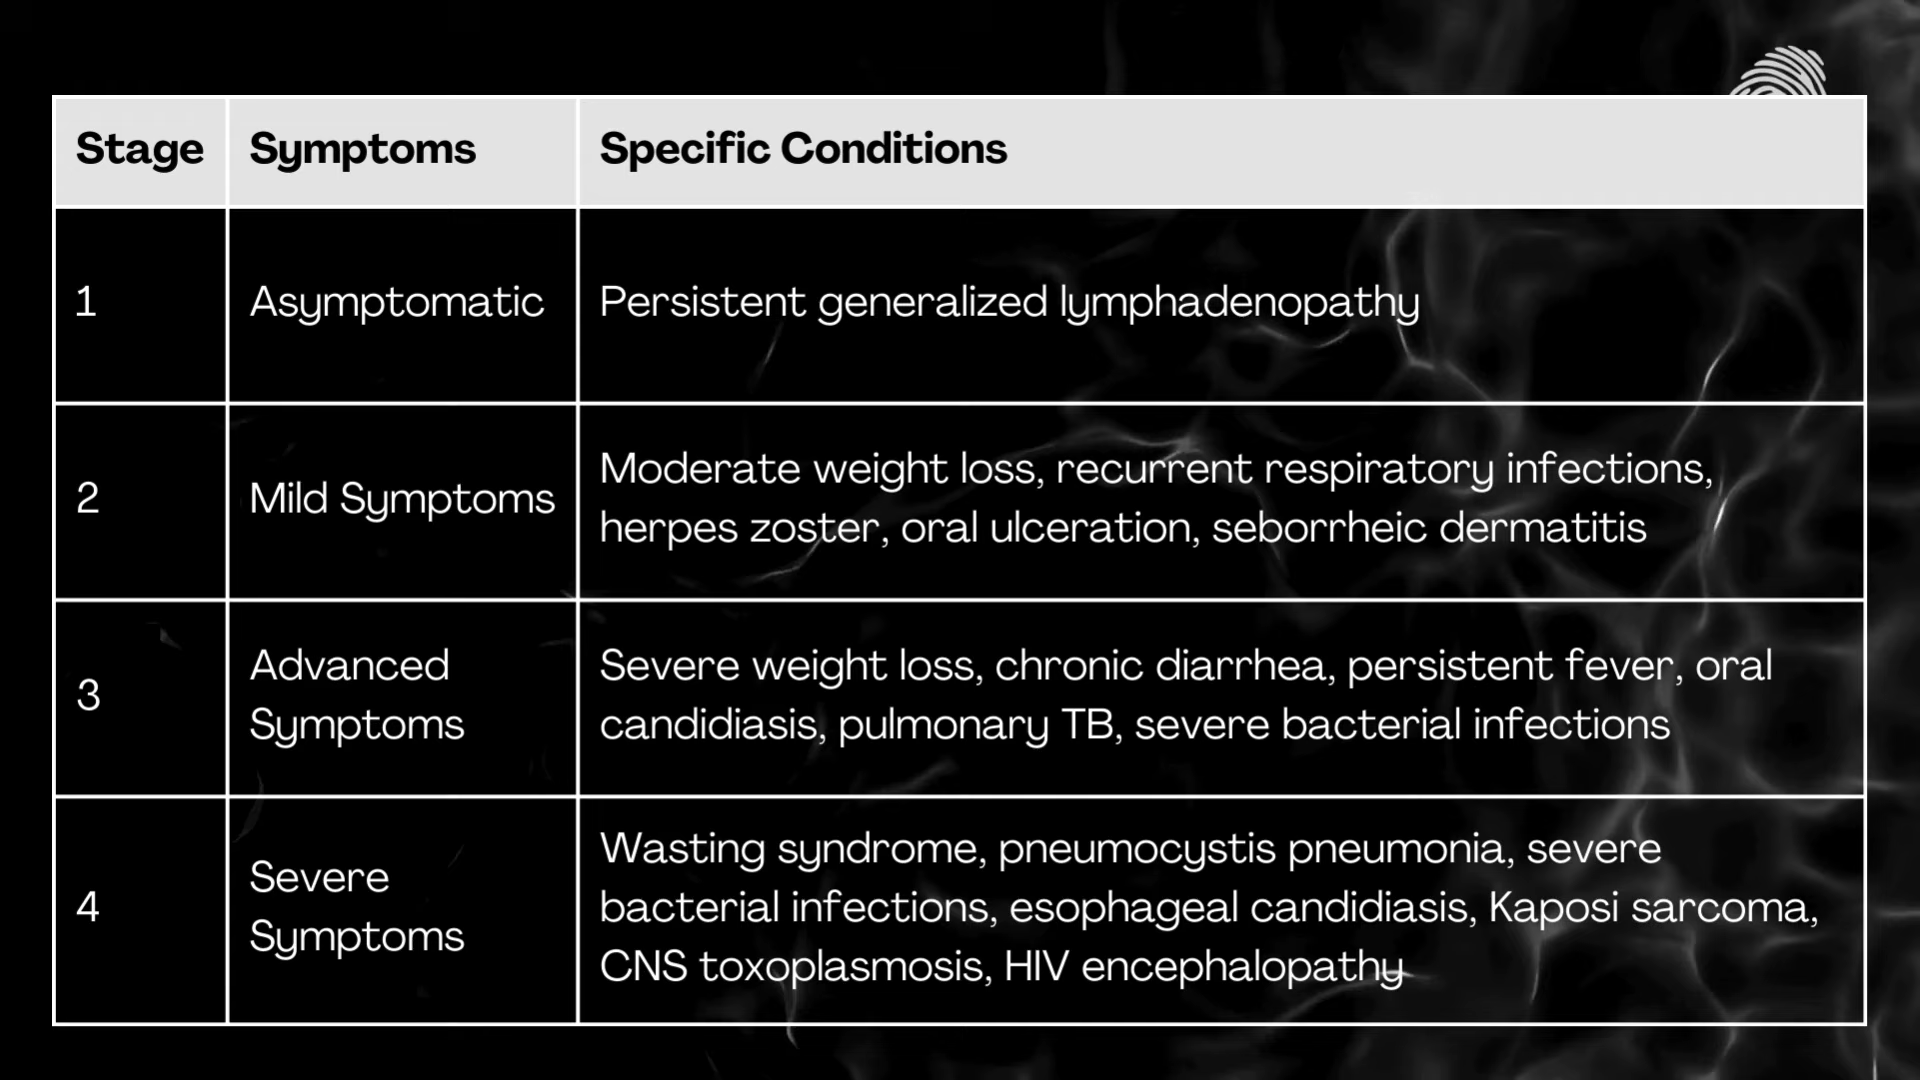 Stage Symptoms Specific Conditions
1 Asymptomatic Persistent generalized lymphadenopathy
2 Mild Symptoms Moderate weight loss, recurrent respiratory infections,
herpes zoster, oral ulceration, seborrheic dermatitis
3 Advanced
Symptoms
Severe weight loss, chronic diarrhea, persistent fever, oral
candidiasis, pulmonary TB, severe bacterial infections
4 Severe
Symptoms
Wasting syndrome, pneumocystis pneumonia, severe
bacterial infections, esophageal candidiasis, Kaposi sarcoma,
CNS toxoplasmosis, HIV encephalopathy